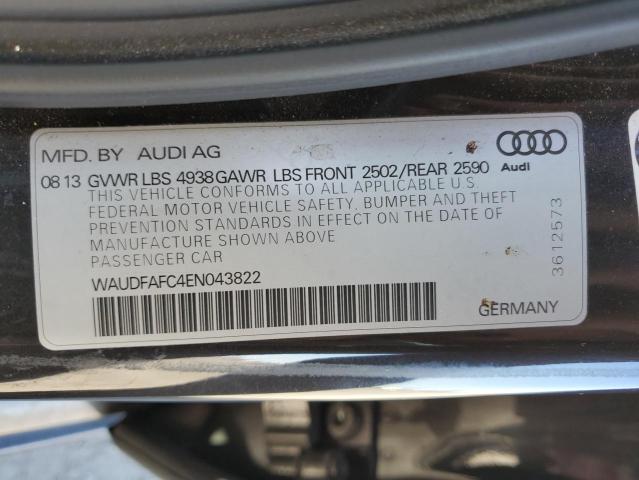 MFD. BY AUDI AG
08 13 GVWR LBS 4938 GAWR LBS FRONT 2502/REAR 2590
Audi
THIS VEHICLE CONFORMS TO ALL APPLICABLE U.S.
FEDERAL MOTOR VEHICLE SAFETY, BUMPER AND THEFT
PREVENTION STANDARDS IN EFFECT ON THE DATE OF
MANUFACTURE SHOWN ABOVE
PASSENGER CAR
WAUDFAFC4EN043822
3612573
GERMANY